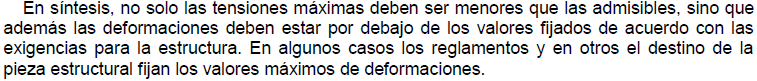 En síntesis, no solo las tensiones máximas deben ser menores que las admisibles, sino que
además las deformaciones deben estar por debajo de los valores fijados de acuerdo con las
exigencias para la estructura. En algunos casos los reglamentos y en otros el destino de la
pieza estructural fijan los valores máximos de deformaciones.